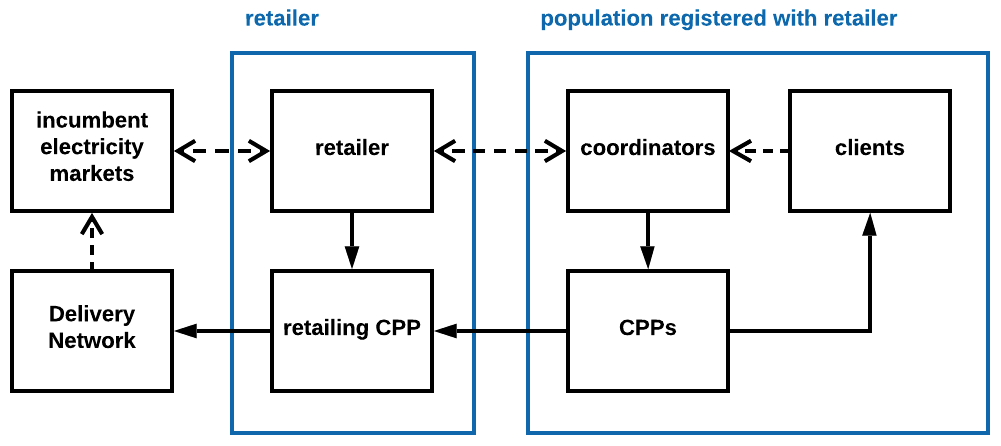 retailer
population registered with retailer
incumbent
electricity
markets
retailer
coordinators
clients
Delivery
Network
retailing CPP
CPPs